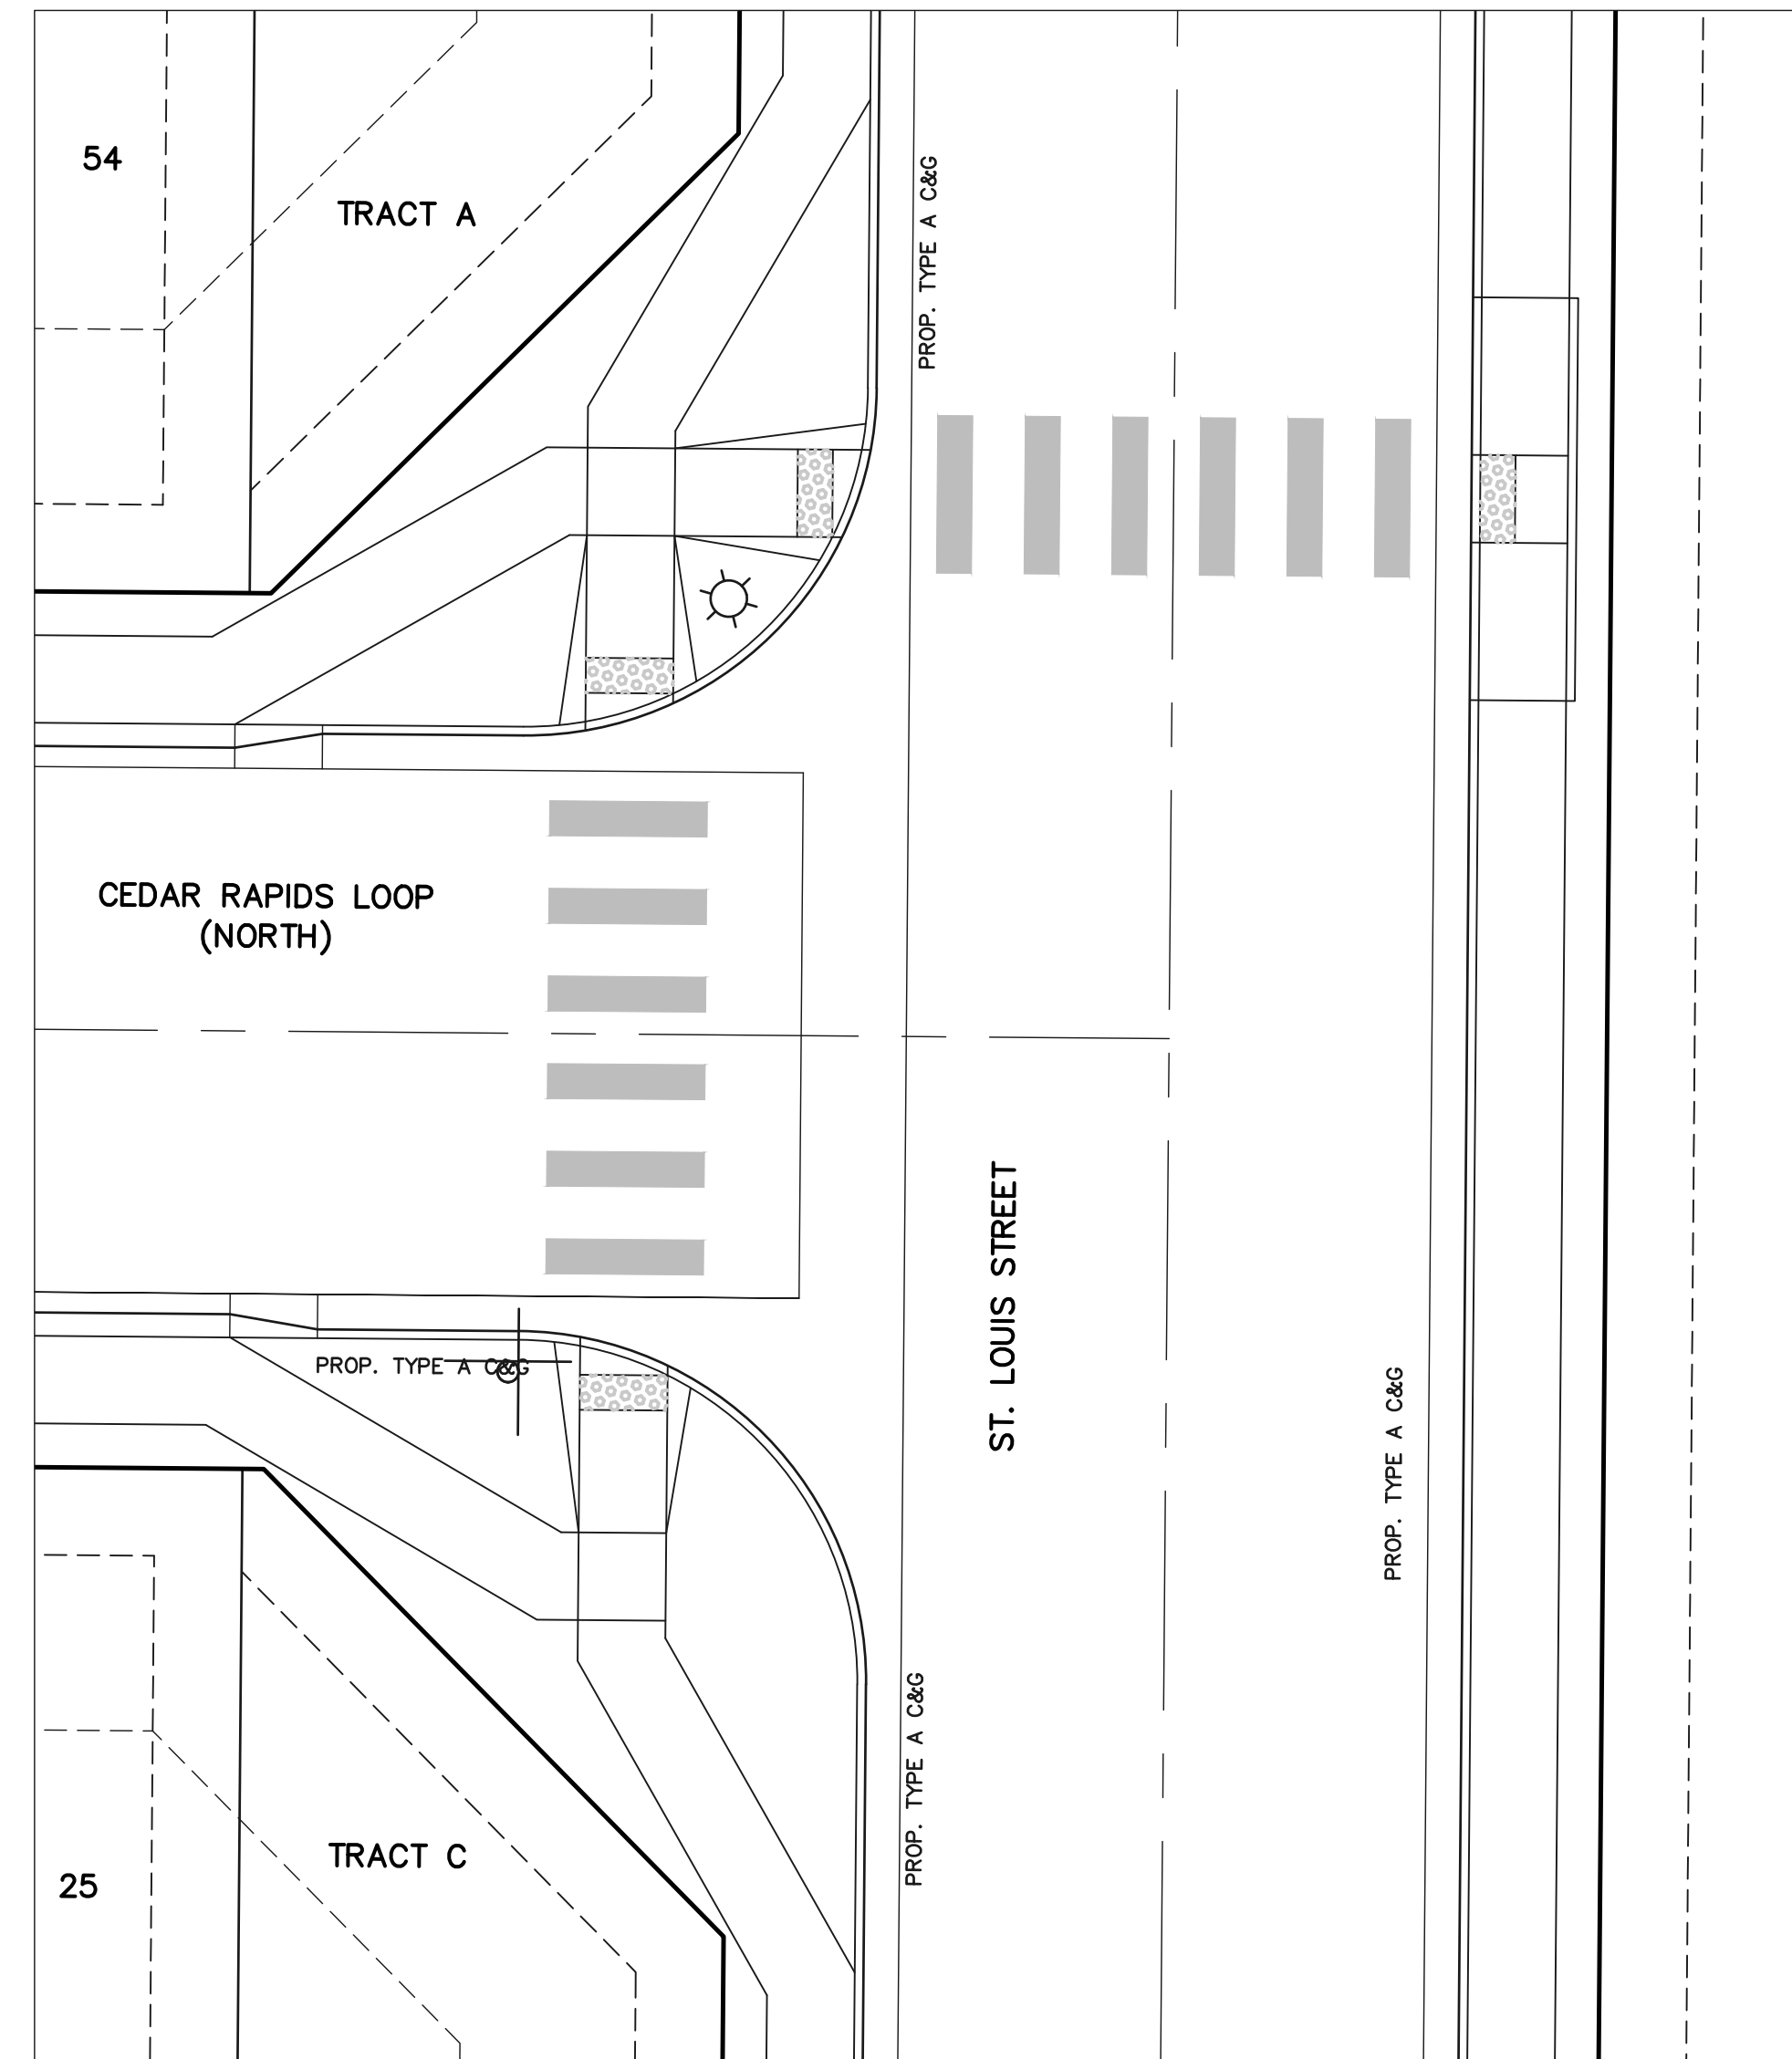 54
TRACT A
PROP. TYPE A C&G
CEDAR RAPIDS LOOP
(NORTH)
ST. LOUIS STREET
PROP. TYPE A C&G
PROP. TYPE A C&G
PROP. TYPE A C&G
TRACT C
25